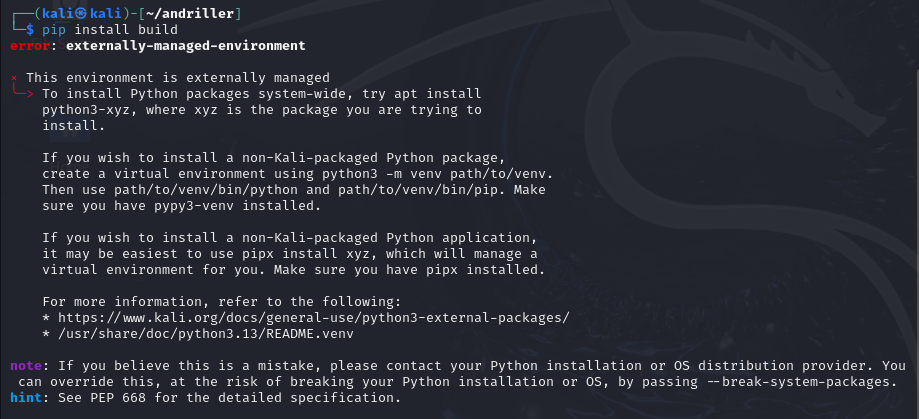 ┌──(kali㉿kali)-[~/andriller]
└─$ pip install build
error: externally-managed-environment

× This environment is externally managed
╰─> To install Python packages system-wide, try apt install
    python3-xyz, where xyz is the package you are trying to
    install.

    If you wish to install a non-Kali-packaged Python package,
    create a virtual environment using python3 -m venv path/to/venv.
    Then use path/to/venv/bin/python and path/to/venv/bin/pip. Make
    sure you have pypy3-venv installed.

    If you wish to install a non-Kali-packaged Python application,
    it may be easiest to use pipx install xyz, which will manage a
    virtual environment for you. Make sure you have pipx installed.

    For more information, refer to the following:
    * https://www.kali.org/docs/general-use/python3-external-packages/
    * /usr/share/doc/python3.13/README.venv

note: If you believe this is a mistake, please contact your Python installation or OS distribution provider. You
 can override this, at the risk of breaking your Python installation or OS, by passing --break-system-packages.
hint: See PEP 668 for the detailed specification.